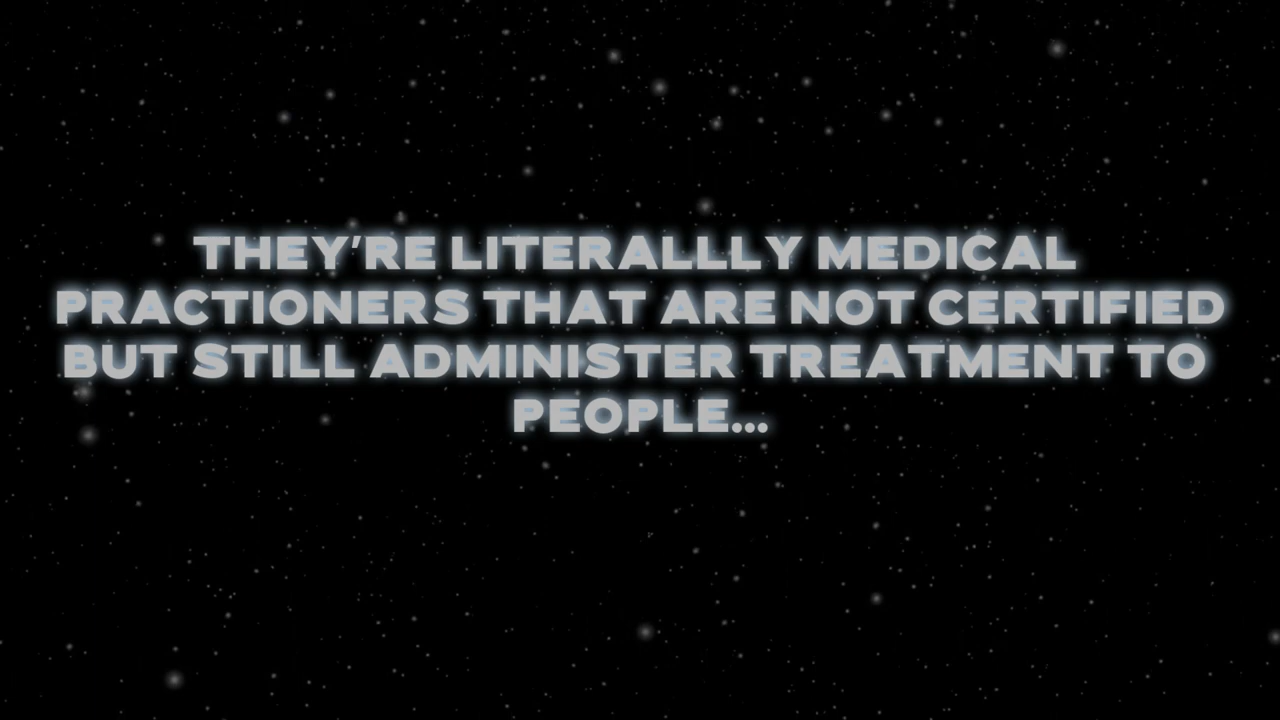 THEY'RE LITERALLLY MEDICAL
PRACTIONERS THAT ARE NOT CERTIFIED
BUT STILL ADMINISTER TREATMENT TO
PEOPLE...